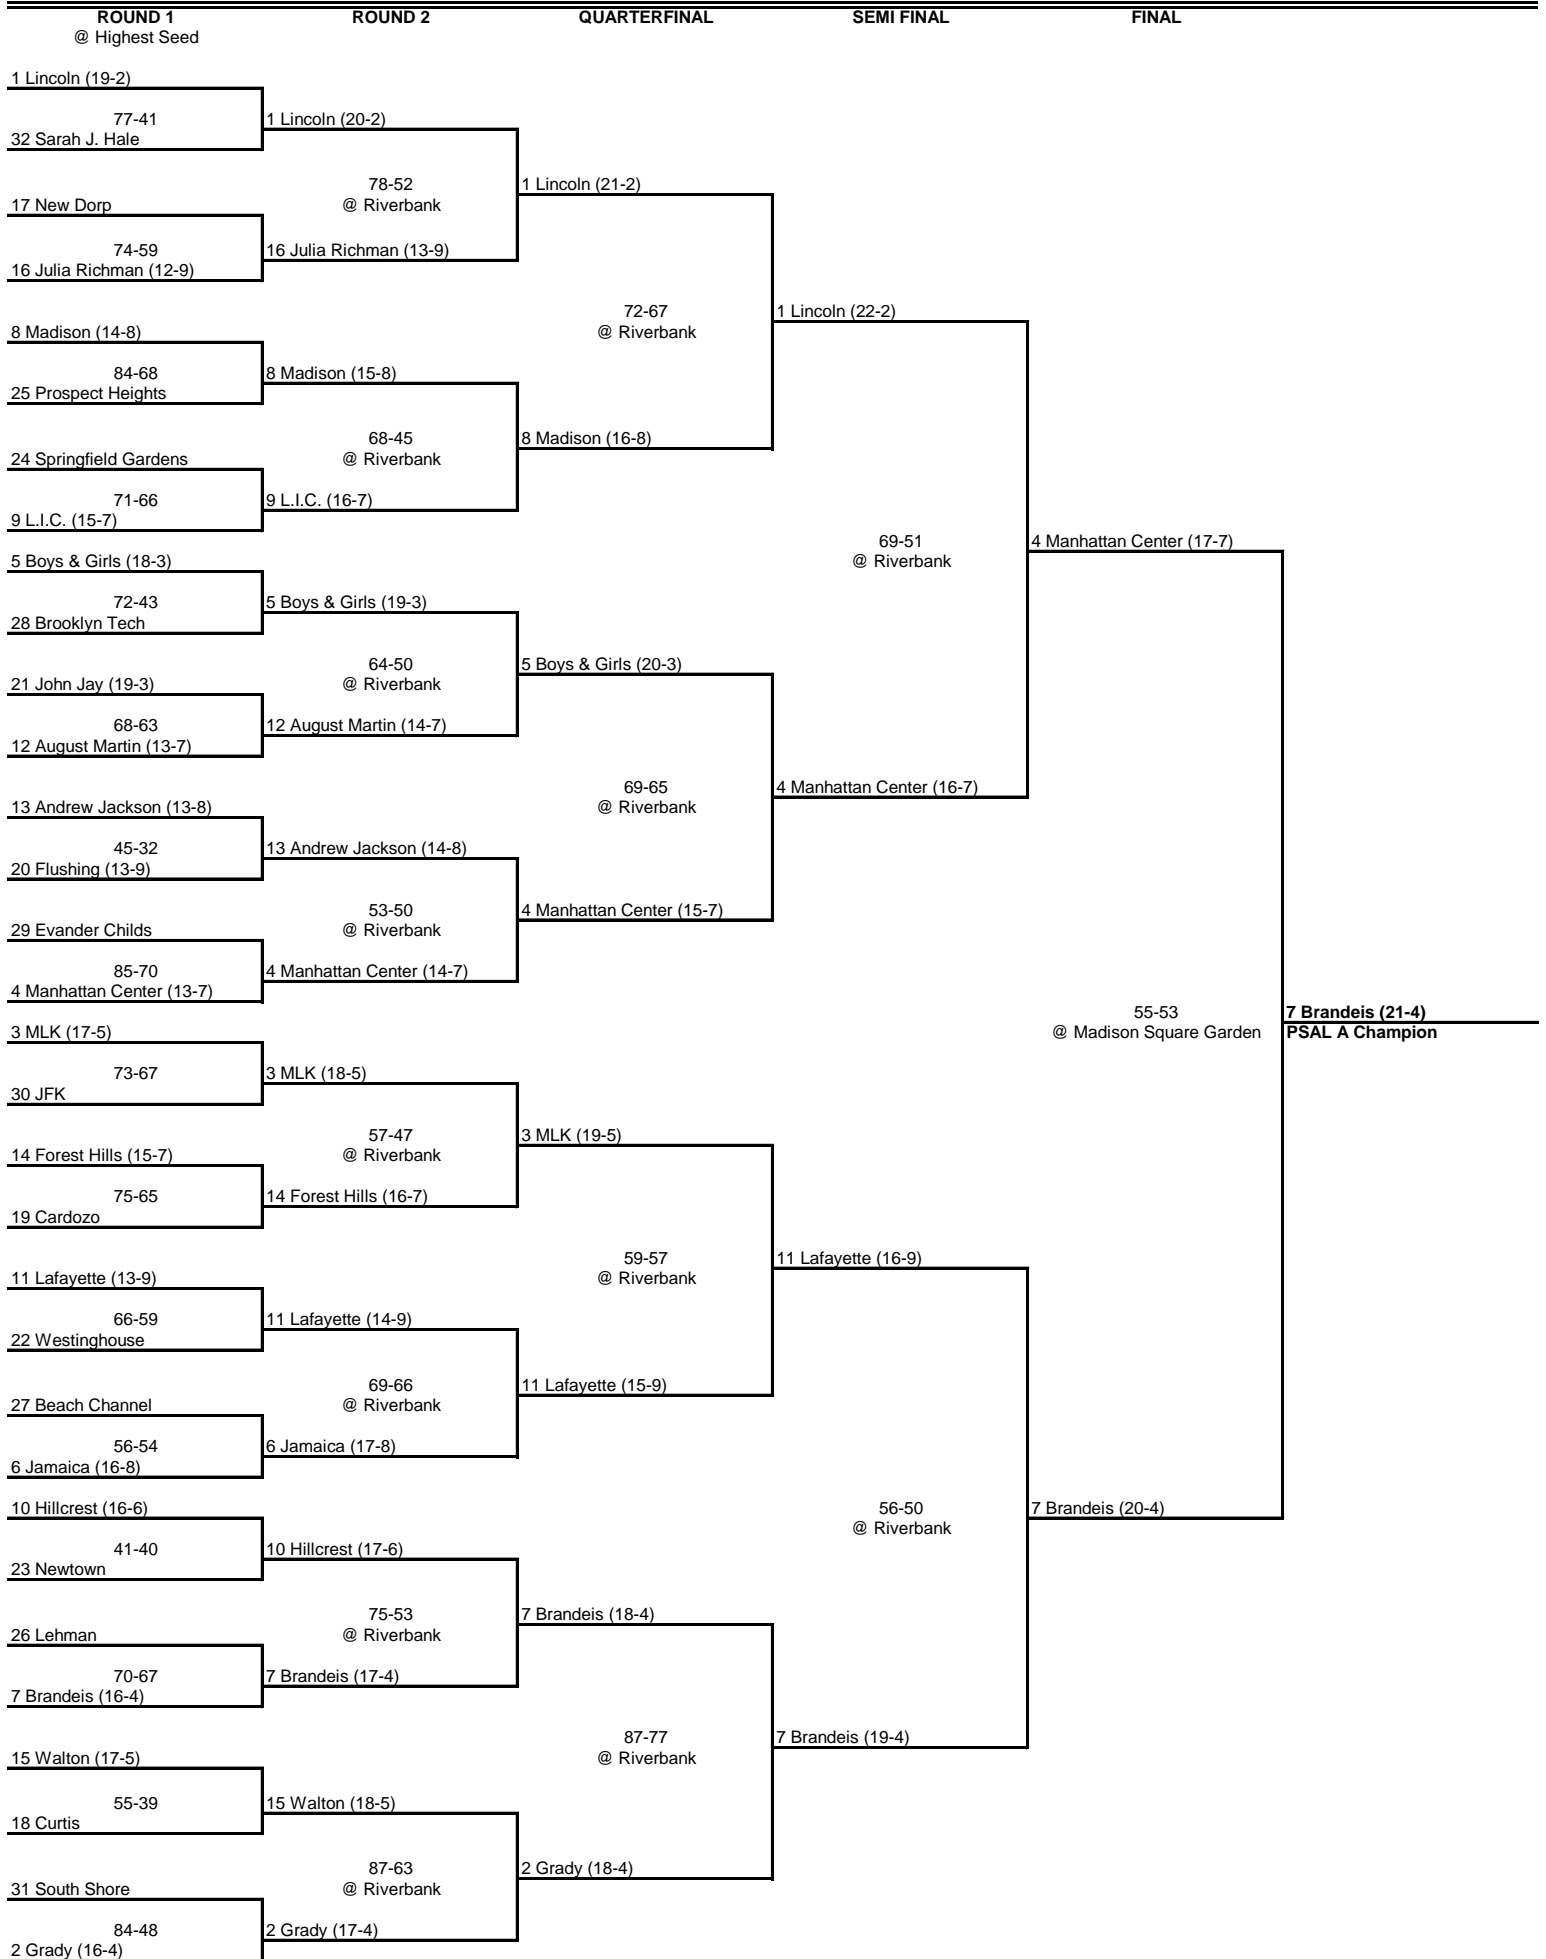 ROUND 1 ROUND 2 QUARTERFINAL SEMI FINAL FINAL
@ Highest Seed
1 Lincoln (19-2)
77-41 1 Lincoln (20-2)
32 Sarah J. Hale
78-52 1 Lincoln (21-2)
17 New Dorp @ Riverbank
74-59 16 Julia Richman (13-9)
16 Julia Richman (12-9)
72-67 1 Lincoln (22-2)
8 Madison (14-8) @ Riverbank
84-68 8 Madison (15-8)
25 Prospect Heights
68-45 8 Madison (16-8)
24 Springfield Gardens @ Riverbank
71-66 9 L.I.C. (16-7)
9 L.I.C. (15-7)
69-51 4 Manhattan Center (17-7)
5 Boys & Girls (18-3) @ Riverbank
72-43 5 Boys & Girls (19-3)
28 Brooklyn Tech
64-50 5 Boys & Girls (20-3)
21 John Jay (19-3) @ Riverbank
68-63 12 August Martin (14-7)
12 August Martin (13-7)
69-65 4 Manhattan Center (16-7)
13 Andrew Jackson (13-8) @ Riverbank
45-32 13 Andrew Jackson (14-8)
20 Flushing (13-9)
53-50 4 Manhattan Center (15-7)
29 Evander Childs @ Riverbank
85-70 4 Manhattan Center (14-7)
4 Manhattan Center (13-7)
55-53 7 Brandeis (21-4)
3 MLK (17-5) @ Madison Square Garden PSAL A Champion
73-67 3 MLK (18-5)
30 JFK
57-47 3 MLK (19-5)
14 Forest Hills (15-7) @ Riverbank
75-65 14 Forest Hills (16-7)
19 Cardozo
59-57 11 Lafayette (16-9)
11 Lafayette (13-9) @ Riverbank
66-59 11 Lafayette (14-9)
22 Westinghouse
69-66 11 Lafayette (15-9)
27 Beach Channel @ Riverbank
56-54 6 Jamaica (17-8)
6 Jamaica (16-8)
10 Hillcrest (16-6) 56-50 7 Brandeis (20-4)
@ Riverbank
41-40 10 Hillcrest (17-6)
23 Newtown
75-53 7 Brandeis (18-4)
26 Lehman @ Riverbank
70-67 7 Brandeis (17-4)
7 Brandeis (16-4)
87-77 7 Brandeis (19-4)
15 Walton (17-5) @ Riverbank
55-39 15 Walton (18-5)
18 Curtis
87-63 2 Grady (18-4)
31 South Shore @ Riverbank
84-48 2 Grady (17-4)
2 Grady (16-4)